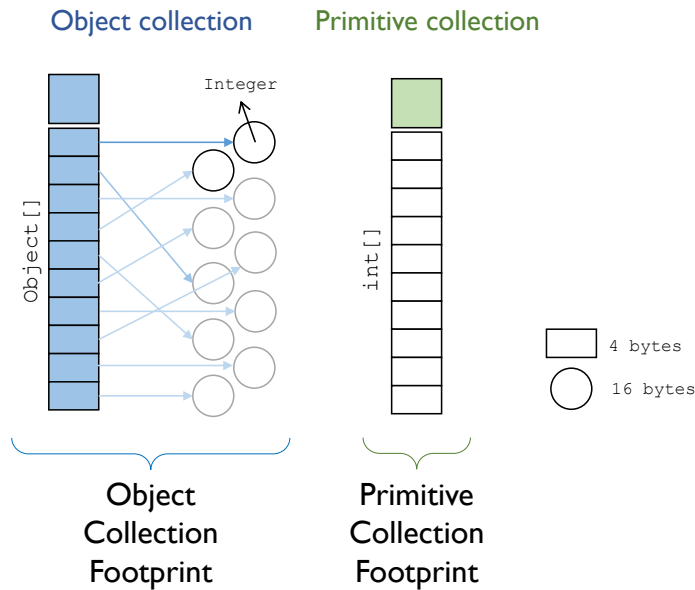 Object collection
Primitive collection
Integer
Object[]
int[]
4 bytes
16 bytes
Object
Collection
Footprint
Primitive
Collection
Footprint